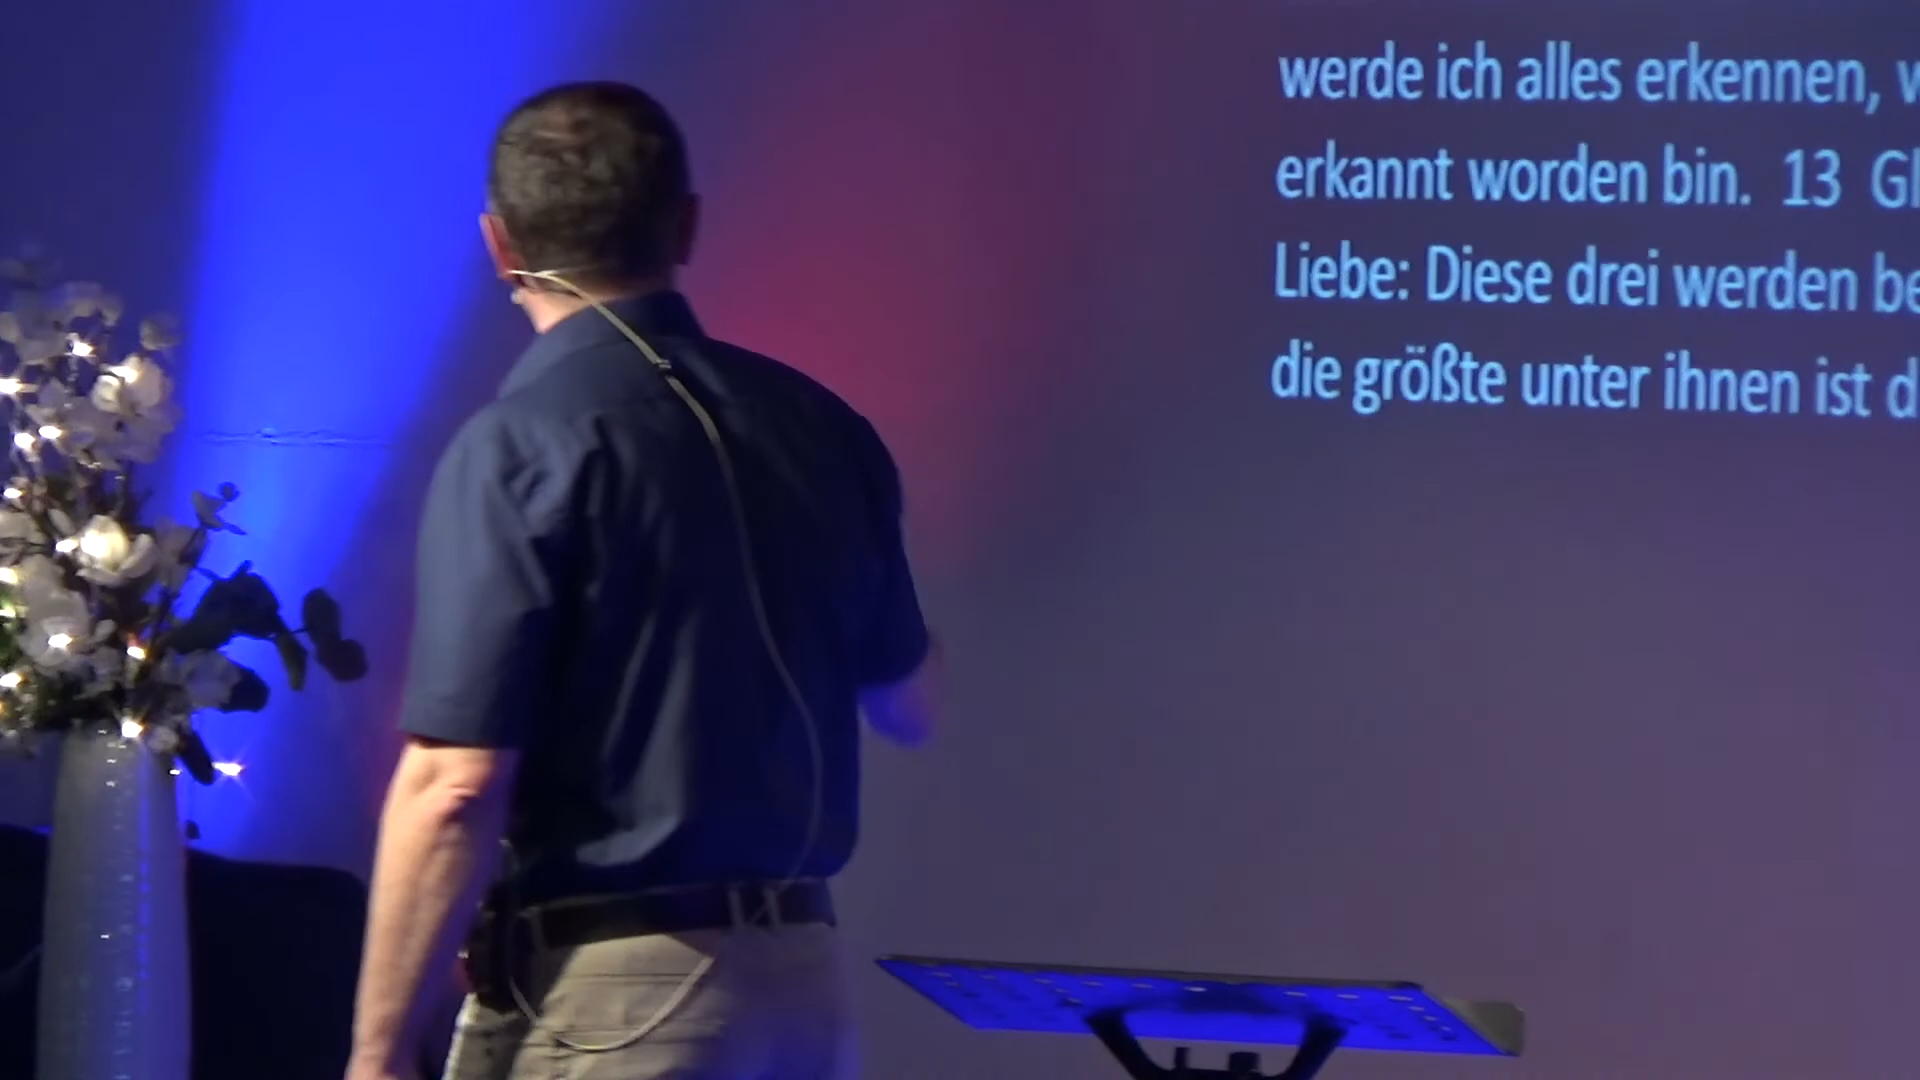 werde ich alles erkennen,
erkannt worden bin. 13
Liebe: Diese drei werden
die größte unter ihnen ist